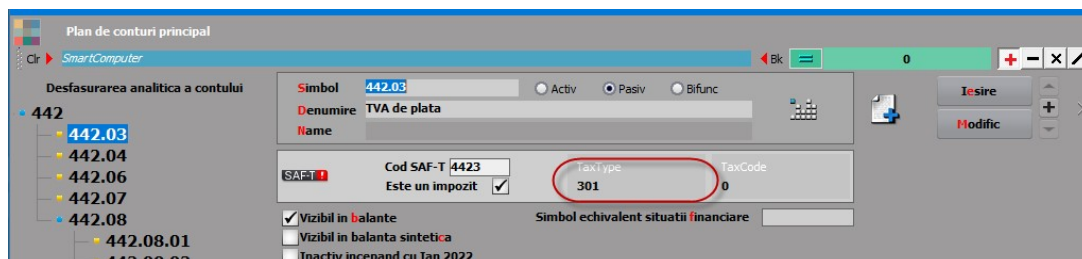 Plan de conturi principal
Clr SmartComputer Bk 0
Desfasurarea analitica a contului
442
442.03
442.04
442.06
442.07
442.08
442.08.01
Simbol 442.03 Activ Pasiv Bifunc
Denumire TVA de plata
Name
Iesire
Modific
SAF-T ! Cod SAF-T 4423
Este un impozit
TaxType
301
TaxCode
0
Vizibil in balante
Simbol echivalent situatii financiare
Vizibil in balanta sintetica
Inactiv incepand cu Ian 2022